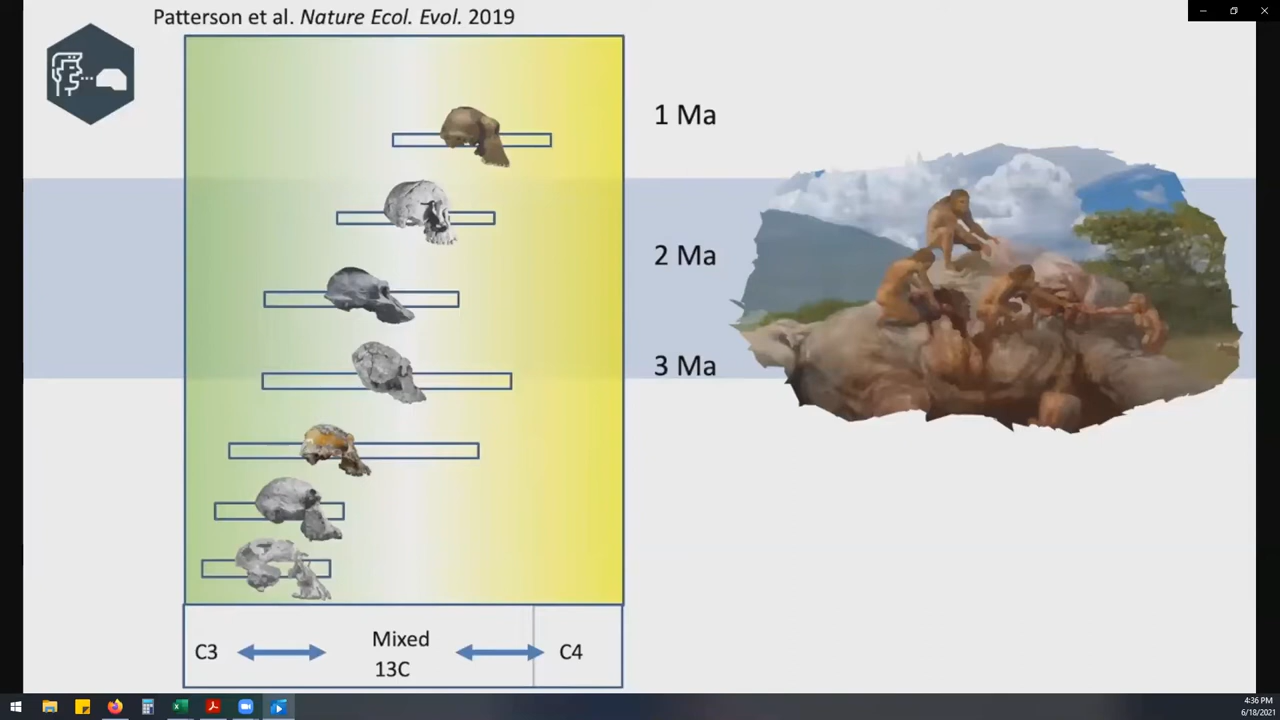 Patterson et al. Nature Ecol. Evol. 2019
1 Ma
2 Ma
3 Ma
C3
Mixed
13C
C4
4:36 PM
6/18/2021